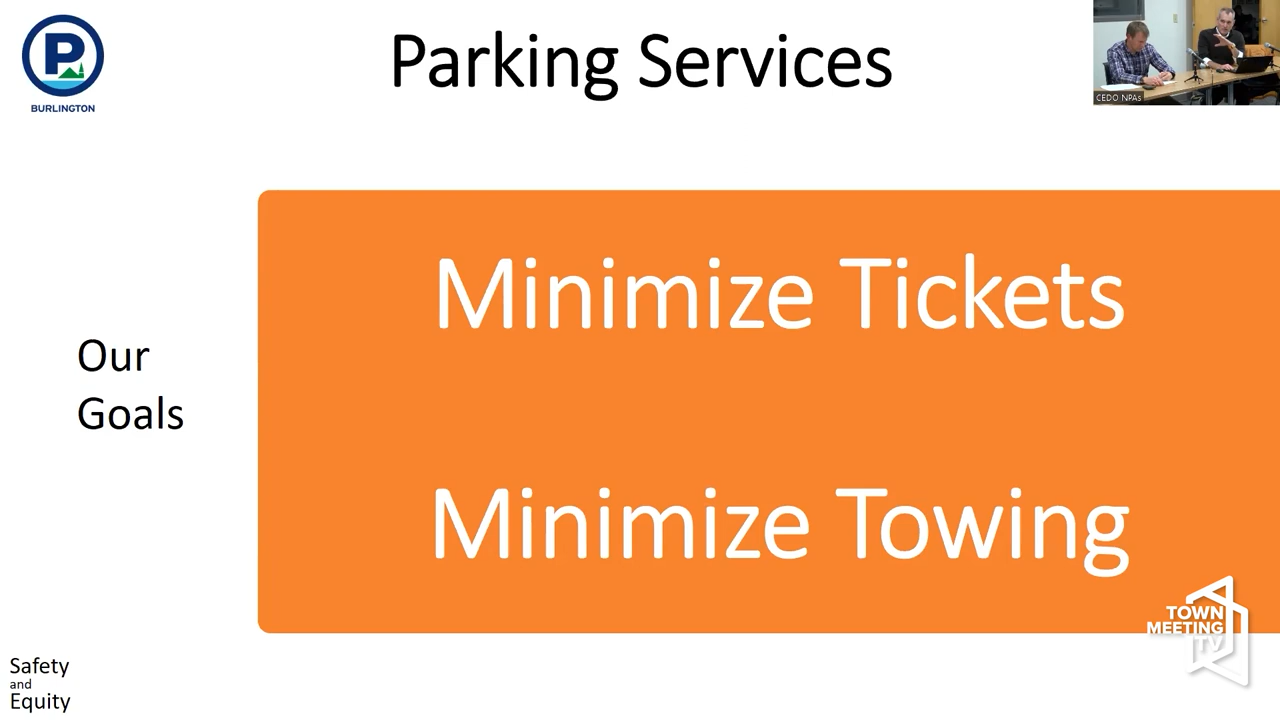 P
BURLINGTON
Parking Services
CEDO NPAs
Our
Goals
Minimize Tickets
Minimize Towing
Safety
and
Equity
TOWN
MEETING
TV